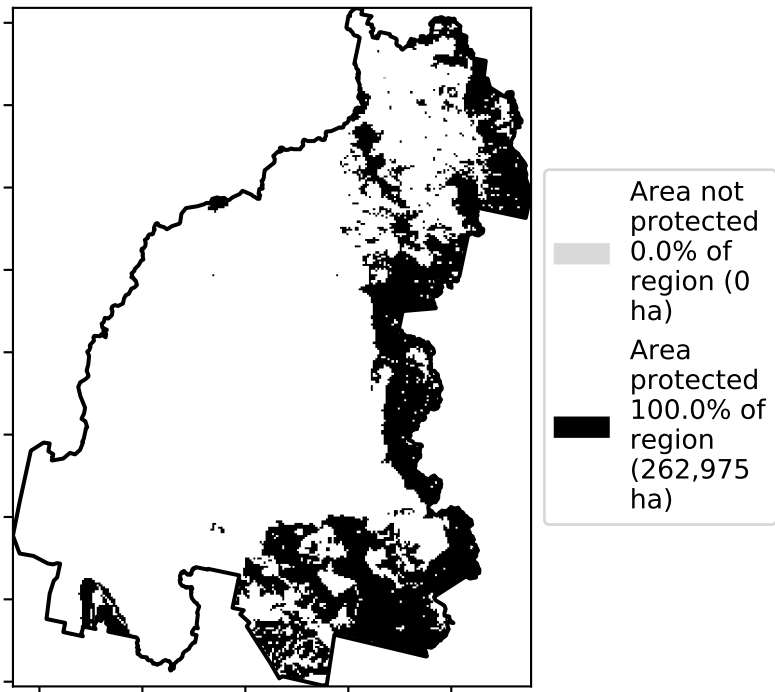 Area not
protected
0.0% of
region (0
ha)
Area
protected
100.0% of
region
(262,975
ha)